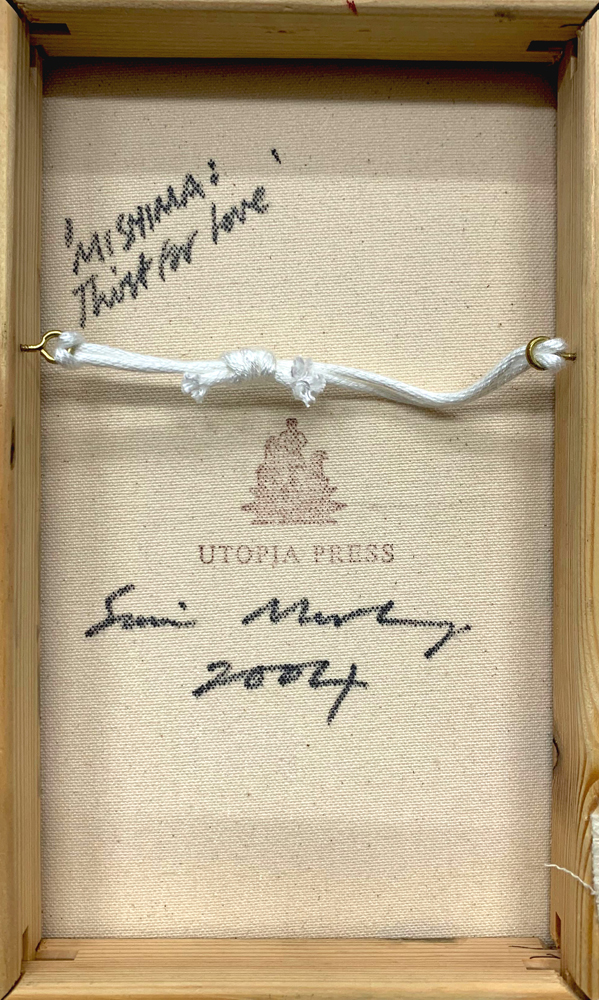 'MISHIMA:
Thirst for love'
UTOPIA PRESS
2004